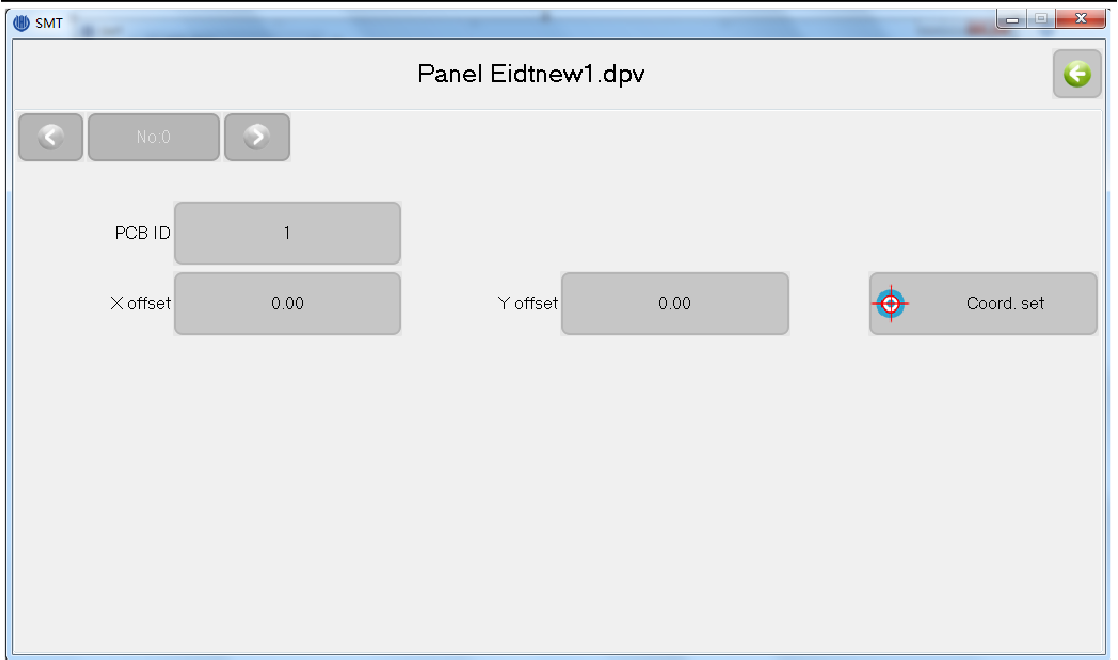 SMT
Panel Eidtnew1.dpv
No:0
PCB ID 1
X offset 0.00 Y offset 0.00 Coord. set